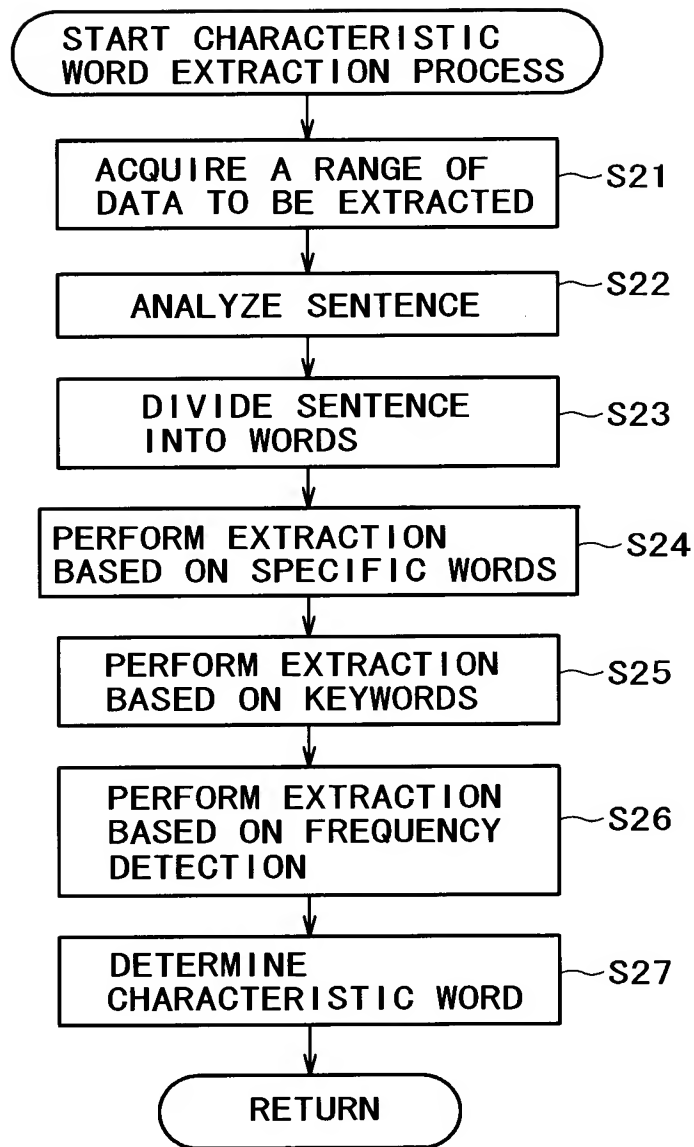 START CHARACTERISTIC
WORD EXTRACTION PROCESS
ACQUIRE A RANGE OF
DATA TO BE EXTRACTED
S21
ANALYZE SENTENCE
S22
DIVIDE SENTENCE
INTO WORDS
S23
PERFORM EXTRACTION
BASED ON SPECIFIC WORDS
S24
PERFORM EXTRACTION
BASED ON KEYWORDS
S25
PERFORM EXTRACTION
BASED ON FREQUENCY
DETECTION
S26
DETERMINE
CHARACTERISTIC WORD
S27
RETURN